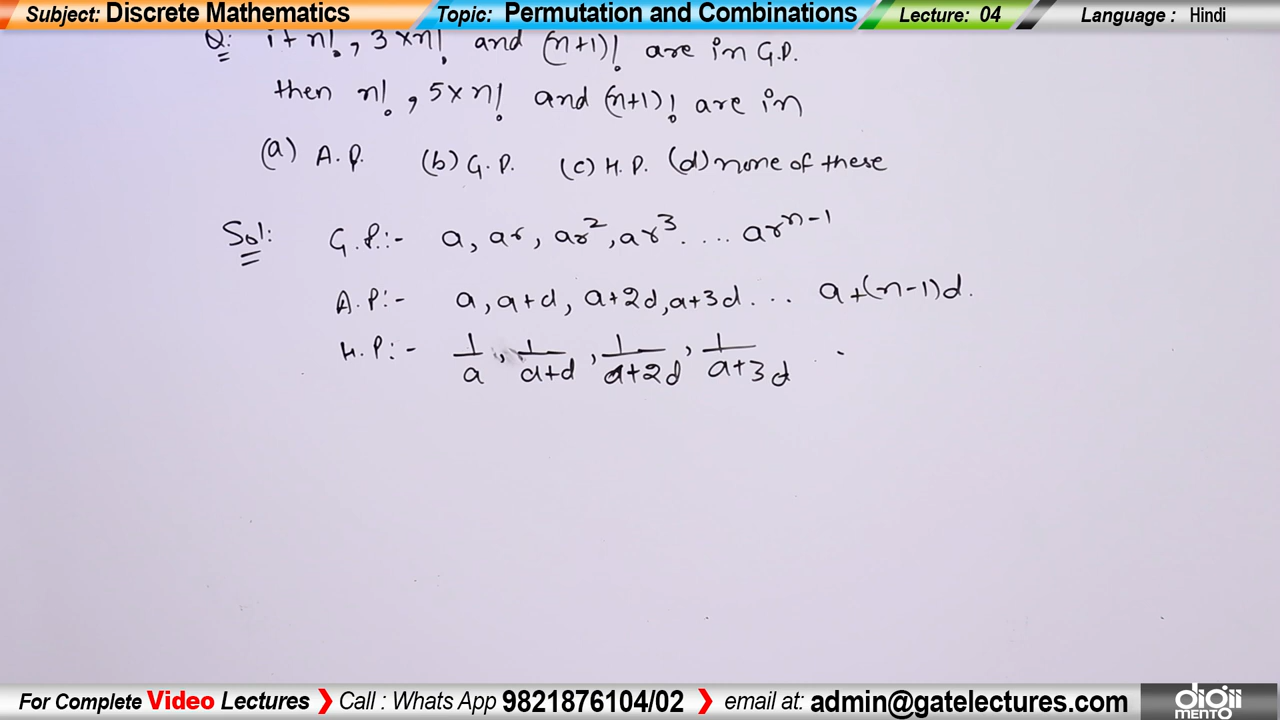 Subject: Discrete Mathematics Topic: Permutation and Combinations Lecture: 04 Language : Hindi
Q: if n!, 3×n! and (n+1)! are in G.P.
then n!, 5×n! and (n+1)! are in
(a) A.P. (b) G.P. (c) H.P. (d) none of these
Sol: G.P.:- a, ar, ar², ar³. ... arⁿ⁻¹
A.P:- a, a+d, a+2d, a+3d. ... a+(n-1)d.
H.P:- 1/a, 1/a+d, 1/a+2d, 1/a+3d ..
For Complete Video Lectures ❯ Call : Whats App 9821876104/02 ❯ email at: admin@gatelectures.com digii MENTO